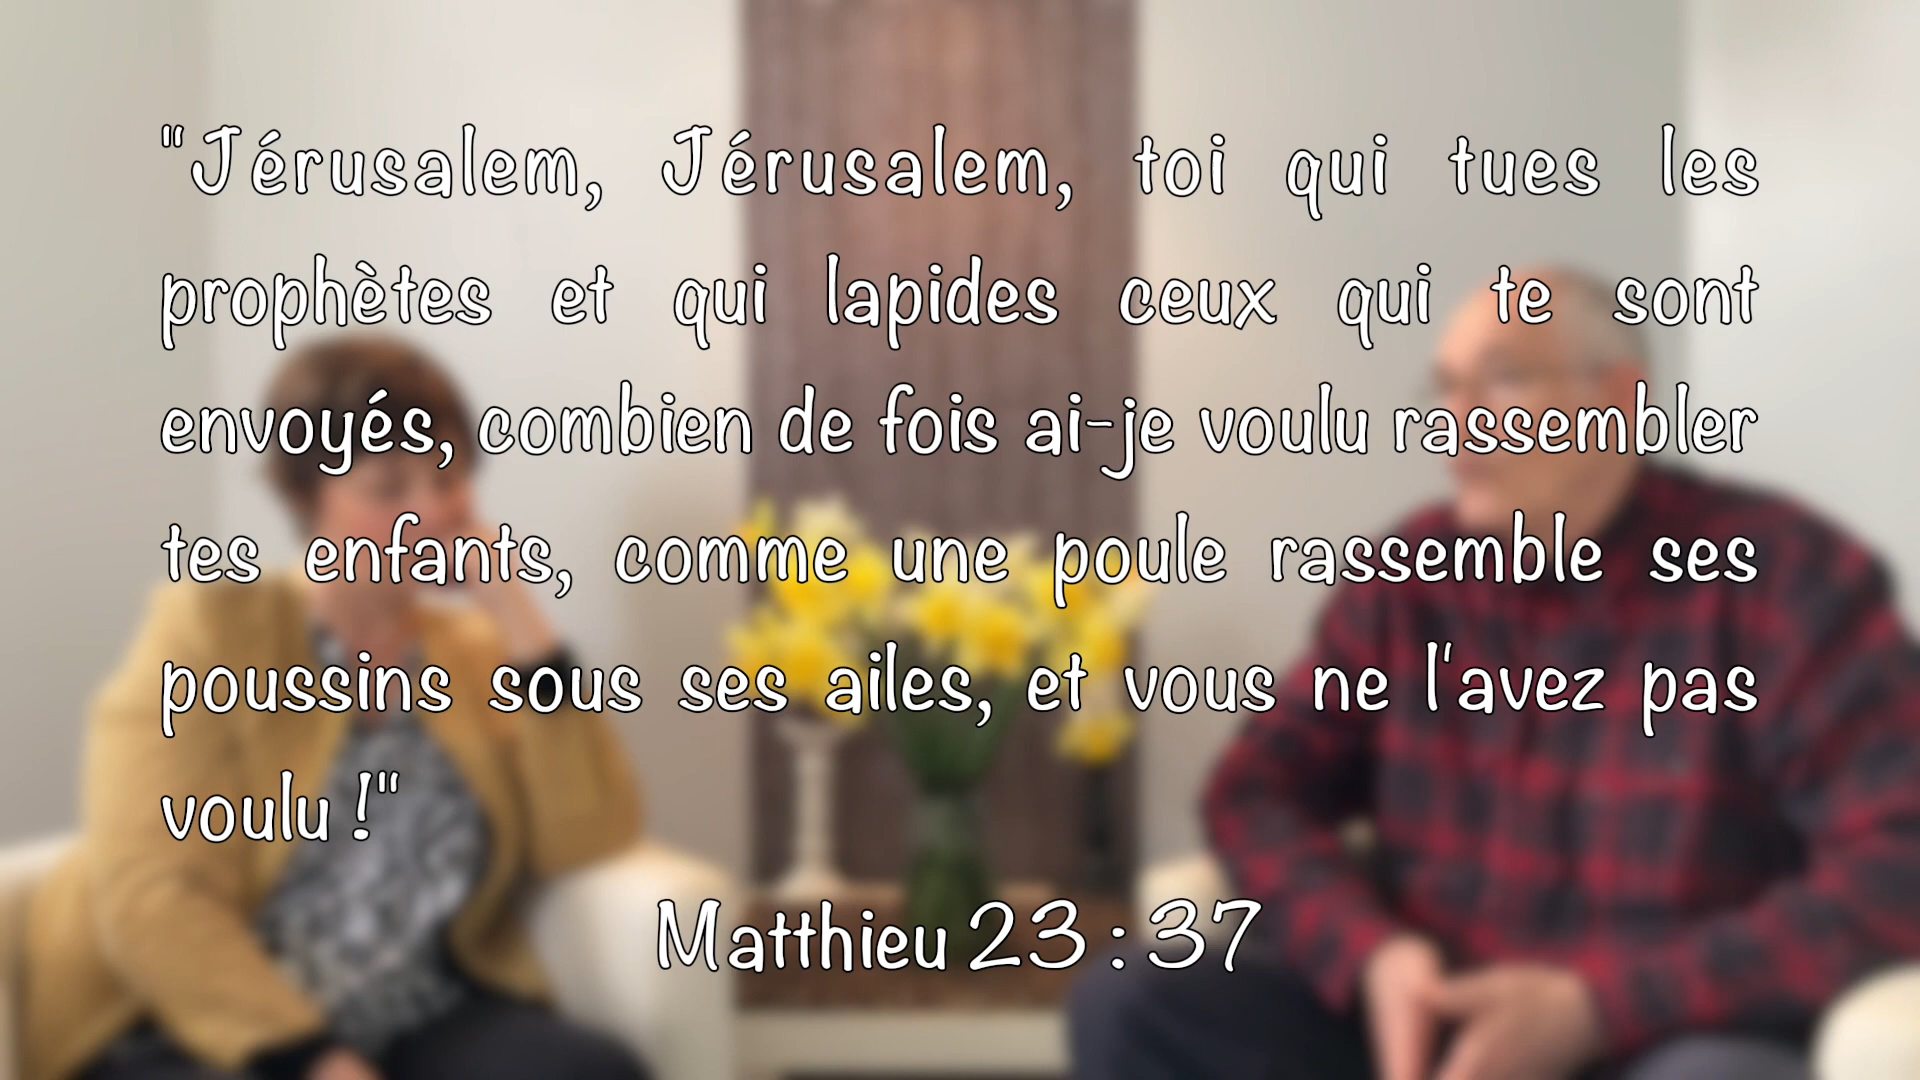 "Jérusalem, Jérusalem, toi qui tues les
prophètes et qui lapides ceux qui te sont
envoyés, combien de fois ai-je voulu rassembler
tes enfants, comme une poule rassemble ses
poussins sous ses ailes, et vous ne l'avez pas
voulu !"
Matthieu 23 : 37